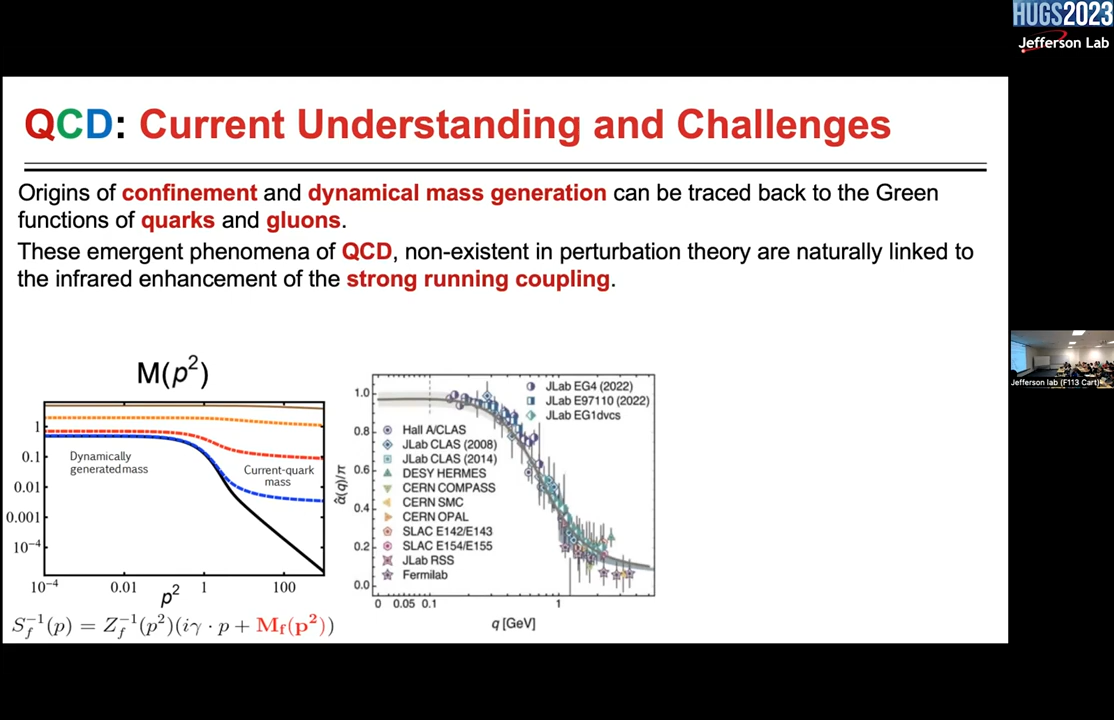 HUGS2023
Jefferson Lab
QCD: Current Understanding and Challenges
Origins of confinement and dynamical mass generation can be traced back to the Green
functions of quarks and gluons.
These emergent phenomena of QCD, non-existent in perturbation theory are naturally linked to
the infrared enhancement of the strong running coupling.
M(p²)
1
0.1
0.01
0.001
10⁻⁴
Dynamically
generated mass
Current-quark
mass
10⁻⁴ 0.01 1 100
p²
S_f⁻¹(p) = Z_f⁻¹(p²)(iγ · p + M_f(p²))
1.0
0.8
0.6
0.4
0.2
0.0
α̂(q)/π
JLab EG4 (2022)
JLab E97110 (2022)
JLab EG1dvcs
Hall A/CLAS
JLab CLAS (2008)
JLab CLAS (2014)
DESY HERMES
CERN COMPASS
CERN SMC
CERN OPAL
SLAC E142/E143
SLAC E154/E155
JLab RSS
Fermilab
0 0.05 0.1 1
q [GeV]
Jefferson lab (F113 Cart)